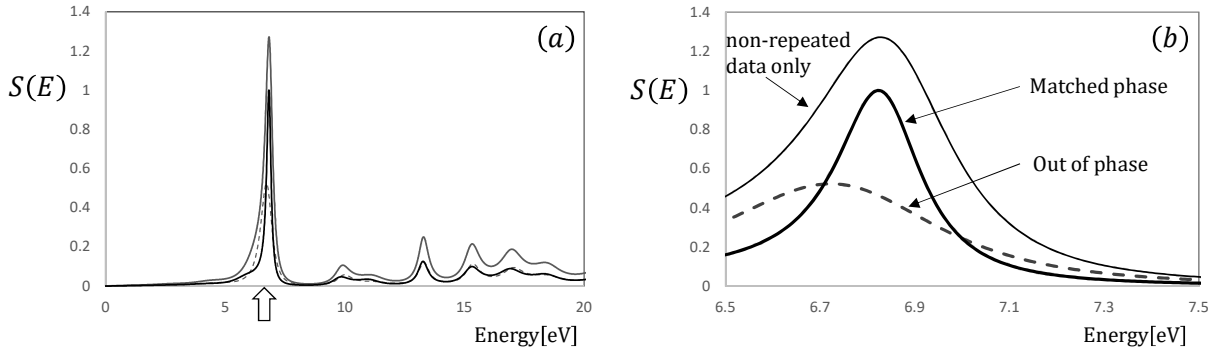 1.4
1.2
1
0.8
0.6
0.4
0.2
0
S(E)
(a)
0 5 10 15 20
Energy[eV]
1.4
1.2
1
0.8
0.6
0.4
0.2
0
S(E)
(b)
non-repeated
data only
Matched phase
Out of phase
6.5 6.7 6.9 7.1 7.3 7.5
Energy[eV]